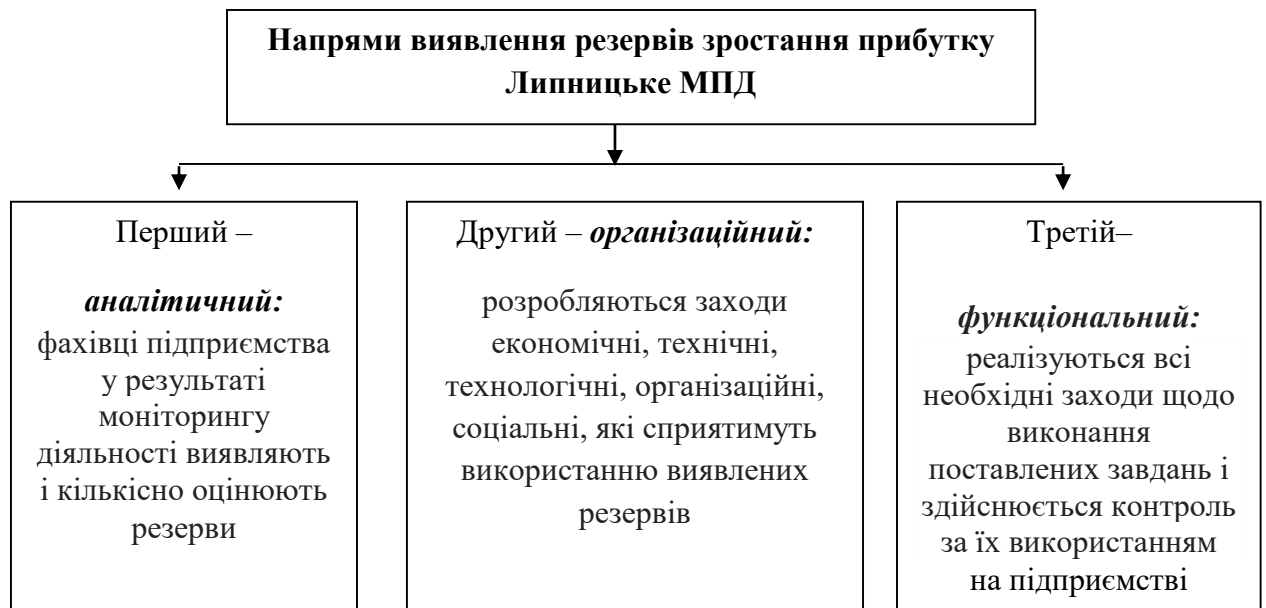 Напрями виявлення резервів зростання прибутку
Липницьке МПД
Перший –
аналітичний:
фахівці підприємства
у результаті
моніторингу
діяльності виявляють
і кількісно оцінюють
резерви
Другий – організаційний:
розробляються заходи
економічні, технічні,
технологічні, організаційні,
соціальні, які сприятимуть
використанню виявлених
резервів
Третій–
функціональний:
реалізуються всі
необхідні заходи щодо
виконання
поставлених завдань і
здійснюється контроль
за їх використанням
на підприємстві